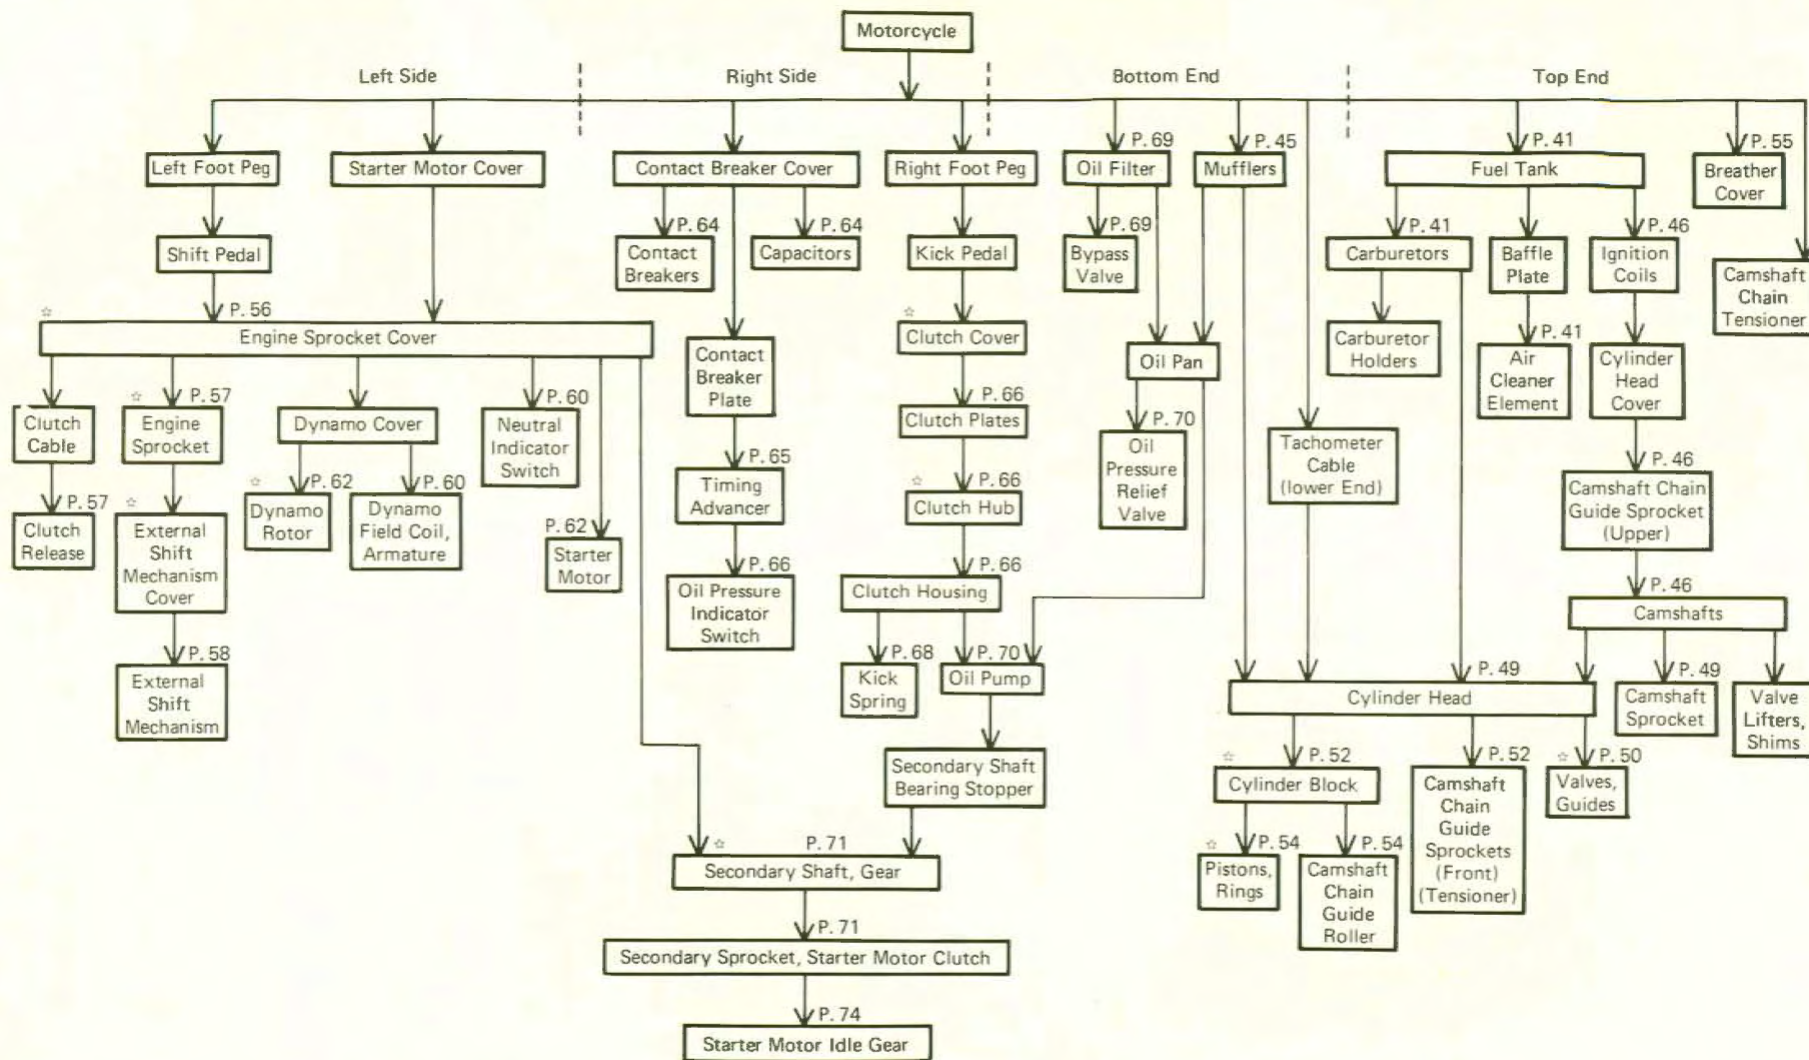 Motorcycle
Left Side
Right Side
Bottom End
Top End
Left Foot Peg
Starter Motor Cover
Contact Breaker Cover
Right Foot Peg
P. 69
Oil Filter
P. 45
Mufflers
P. 41
Fuel Tank
P. 55
Breather
Cover
Shift Pedal
P. 64
Contact
Breakers
P. 64
Capacitors
Kick Pedal
P. 69
Bypass
Valve
P. 41
Carburetors
Baffle
Plate
P. 46
Ignition
Coils
Camshaft
Chain
Tensioner
☆
P. 56
Engine Sprocket Cover
Contact
Breaker
Plate
☆
Clutch Cover
Oil Pan
Carburetor
Holders
P. 41
Air
Cleaner
Element
Cylinder
Head
Cover
Clutch
Cable
☆
P. 57
Engine
Sprocket
Dynamo Cover
P. 60
Neutral
Indicator
Switch
P. 66
Clutch Plates
P. 70
Oil
Pressure
Relief
Valve
Tachometer
Cable
(lower End)
P. 46
Camshaft Chain
Guide Sprocket
(Upper)
P. 57
Clutch
Release
☆
External
Shift
Mechanism
Cover
☆
P. 62
Dynamo
Rotor
P. 60
Dynamo
Field Coil,
Armature
P. 62
Starter
Motor
P. 65
Timing
Advancer
☆
P. 66
Clutch Hub
P. 66
Oil Pressure
Indicator
Switch
P. 66
Clutch Housing
P. 46
Camshafts
P. 58
External
Shift
Mechanism
P. 68
Kick
Spring
P. 70
Oil Pump
P. 49
Cylinder Head
P. 49
Camshaft
Sprocket
Valve
Lifters,
Shims
Secondary Shaft
Bearing Stopper
☆
P. 52
Cylinder Block
P. 52
Camshaft
Chain
Guide
Sprockets
(Front)
(Tensioner)
☆
P. 50
Valves,
Guides
☆
P. 54
Pistons,
Rings
P. 54
Camshaft
Chain
Guide
Roller
☆
P. 71
Secondary Shaft, Gear
P. 71
Secondary Sprocket, Starter Motor Clutch
P. 74
Starter Motor Idle Gear